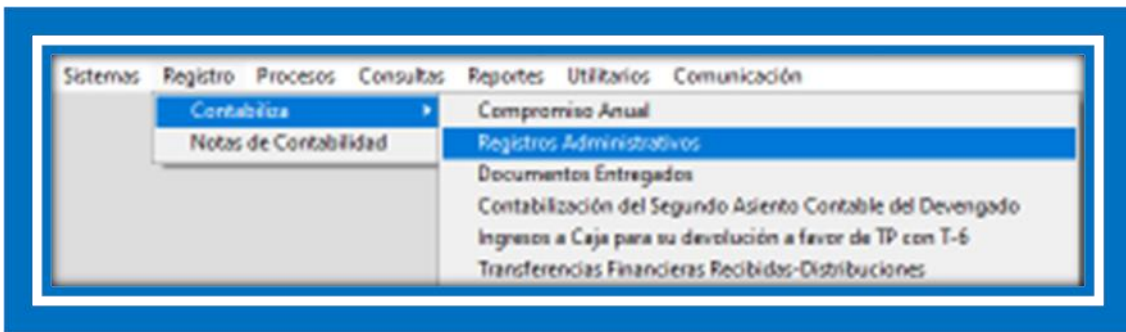 Sistemas Registro Procesos Consultas Reportes Utilitarios Comunicación
Contabiliza
Notas de Contabilidad
Compromiso Anual
Registros Administrativos
Documentos Entregados
Contabilización del Segundo Asiento Contable del Devengado
Ingresos a Caja para su devolución a favor de TP con T-6
Transferencias Financieras Recibidas-Distribuciones